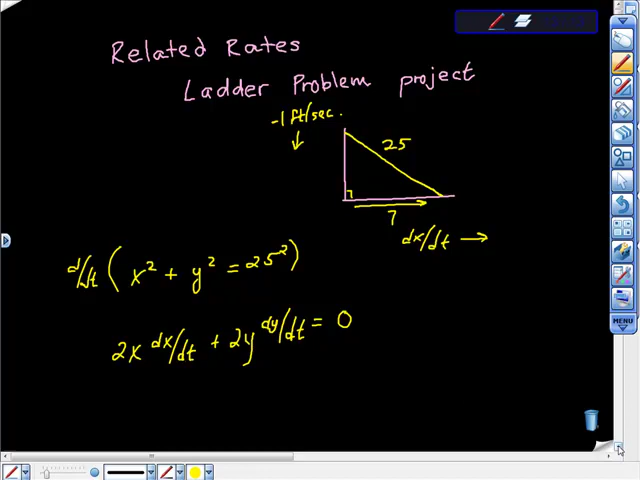 Related Rates
Ladder Problem project
-1 ft/sec.
25
7
dx/dt →
d/dt (x² + y² = 25²)
2x dx/dt + 2y dy/dt = 0
MENU